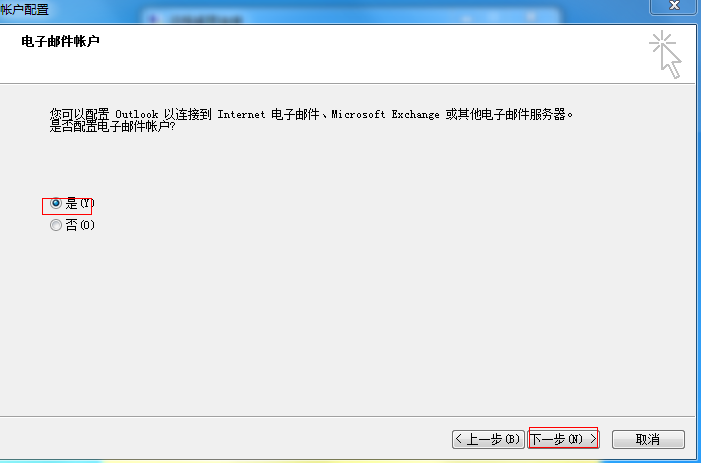 帐户配置
电子邮件帐户
您可以配置 Outlook 以连接到 Internet 电子邮件、Microsoft Exchange 或其他电子邮件服务器。
是否配置电子邮件帐户?
是(Y)
否(O)
< 上一步(B)
下一步(N) >
取消